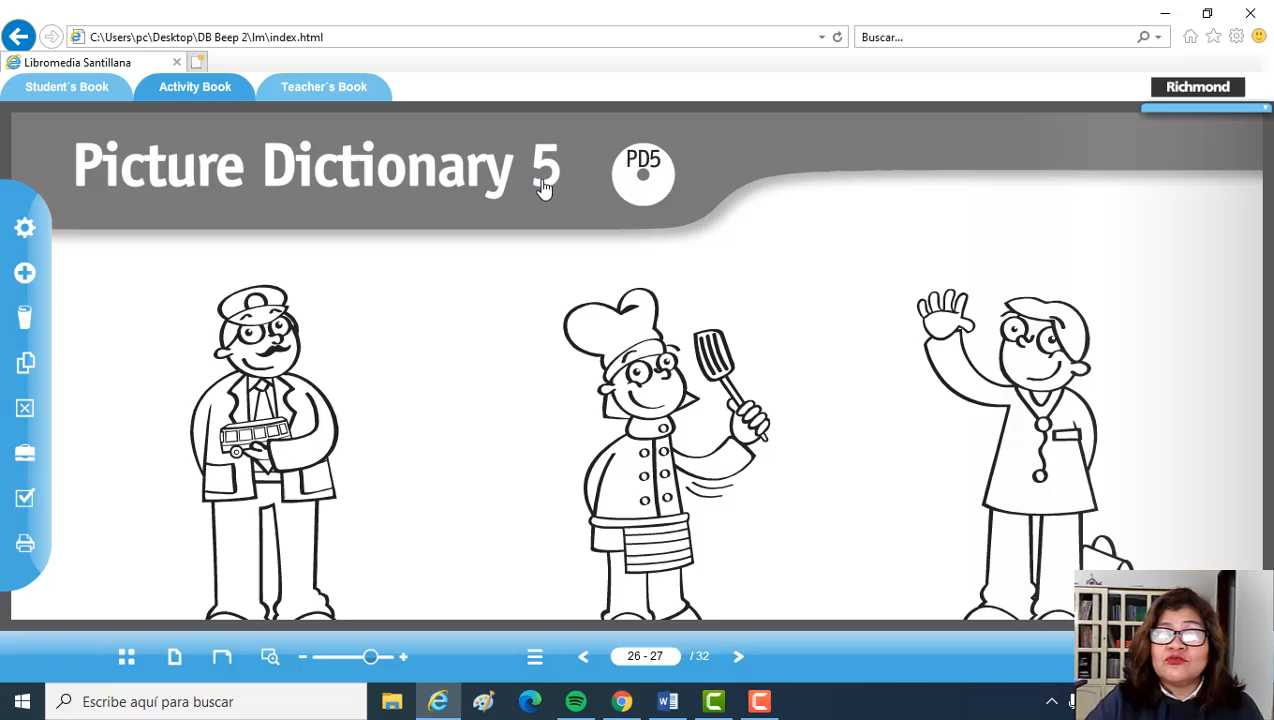 C:\Users\pc\Desktop\DB Beep 2\lm\index.html
Buscar...
Libromedia Santillana
Student´s Book
Activity Book
Teacher´s Book
Richmond
Picture Dictionary 5
PD5
26 - 27
/ 32
Escribe aquí para buscar